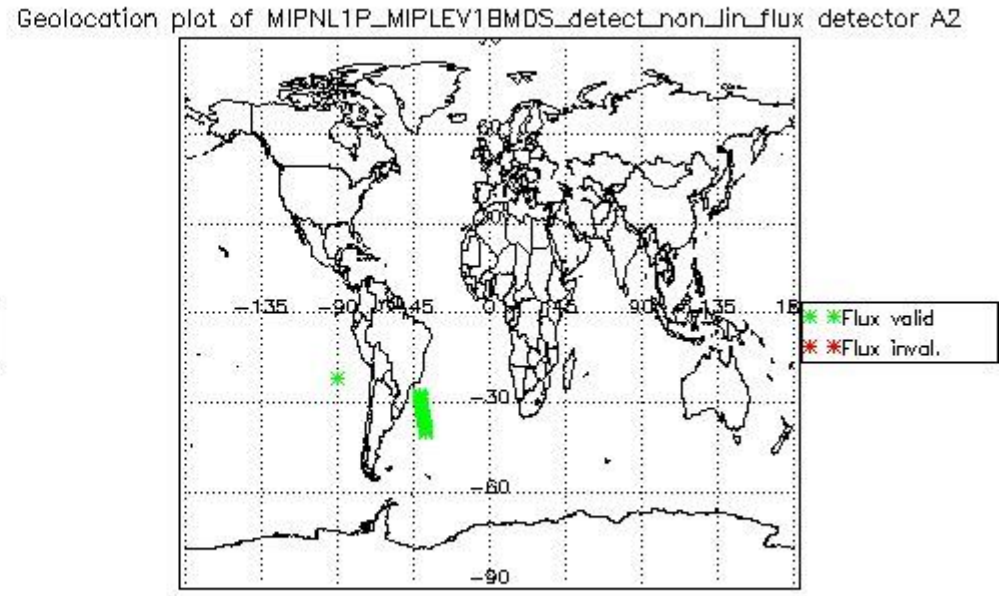 Geolocation plot of MIPNL1P_MIPLEV1BMDS_detect_non_lin_flux detector A2
60
-135 -90 45 0 45 90 135
Flux valid
Flux inval.
-30
-60
-90